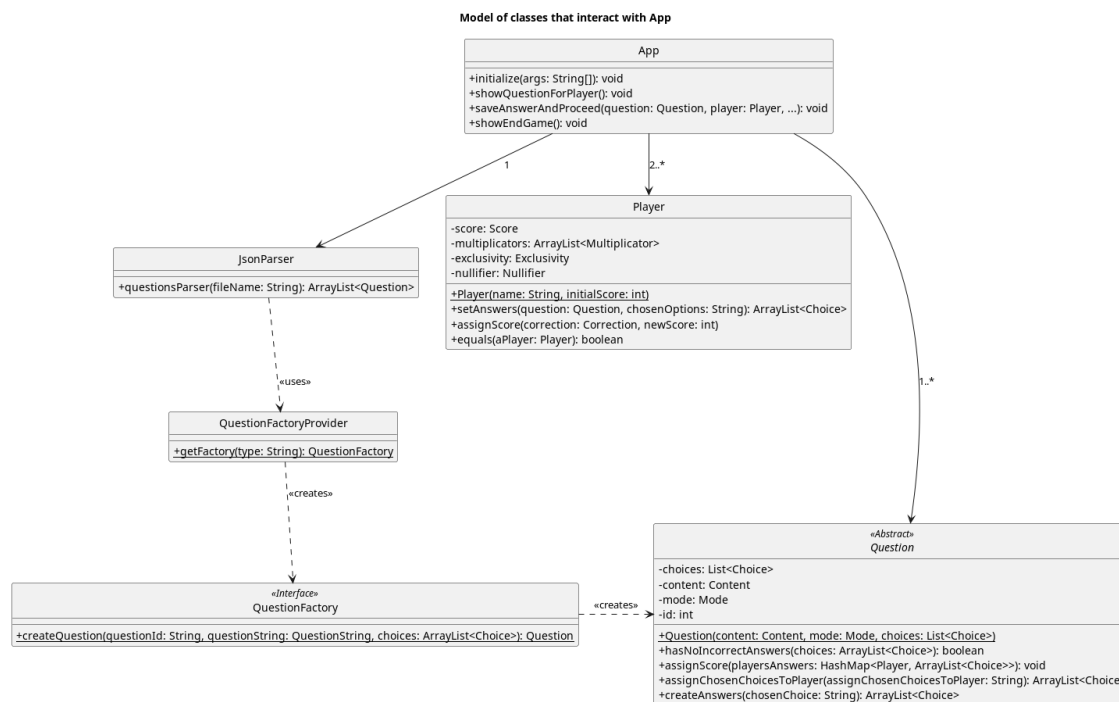 Model of classes that interact with App
App
+initialize(args: String[]): void
+showQuestionForPlayer(): void
+saveAnswerAndProceed(question: Question, player: Player, ...): void
+showEndGame(): void
1
2..*
Player
-score: Score
-multiplicators: ArrayList<Multiplicator>
-exclusivity: Exclusivity
-nullifier: Nullifier
+Player(name: String, initialScore: int)
+setAnswers(question: Question, chosenOptions: String): ArrayList<Choice>
+assignScore(correction: Correction, newScore: int)
+equals(aPlayer: Player): boolean
JsonParser
+questionsParser(fileName: String): ArrayList<Question>
«uses»
1..*
QuestionFactoryProvider
+getFactory(type: String): QuestionFactory
«creates»
«Interface»
QuestionFactory
+createQuestion(questionId: String, questionString: QuestionString, choices: ArrayList<Choice>): Question
«creates»
«Abstract»
Question
-choices: List<Choice>
-content: Content
-mode: Mode
-id: int
+Question(content: Content, mode: Mode, choices: List<Choice>)
+hasNoIncorrectAnswers(choices: ArrayList<Choice>): boolean
+assignScore(playersAnswers: HashMap<Player, ArrayList<Choice>>): void
+assignChosenChoicesToPlayer(assignChosenChoicesToPlayer: String): ArrayList<Choice
+createAnswers(chosenChoice: String): ArrayList<Choice>